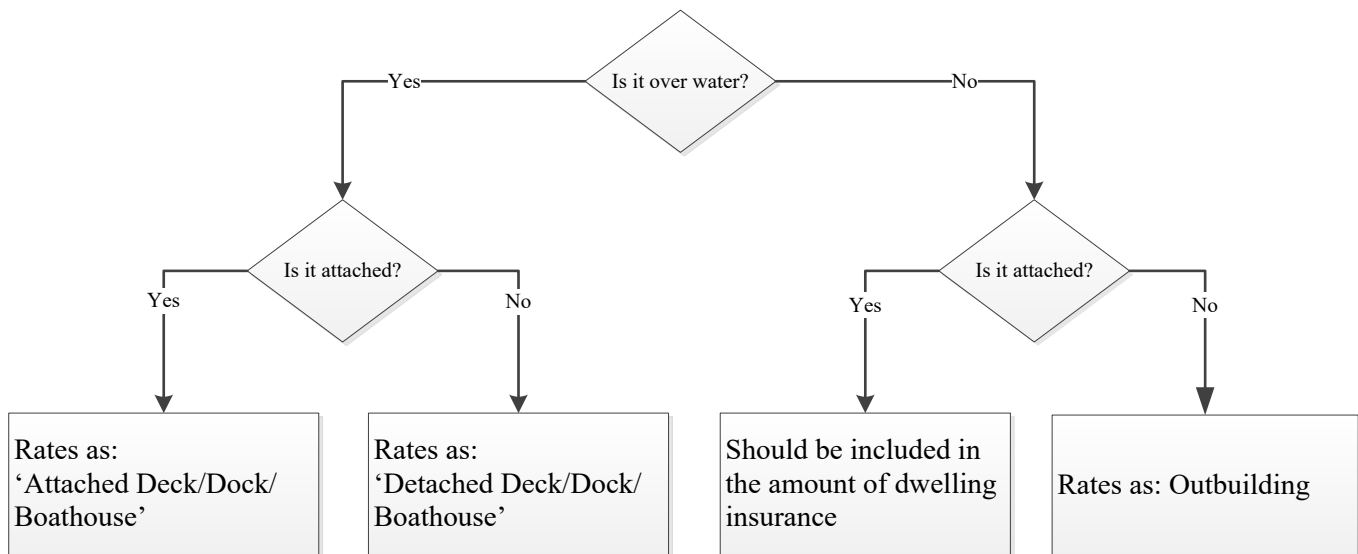 Is it over water?
Yes
No
Is it attached?
Is it attached?
Yes
No
Yes
No
Rates as:
‘Attached Deck/Dock/
Boathouse’
Rates as:
‘Detached Deck/Dock/
Boathouse’
Should be included in
the amount of dwelling
insurance
Rates as: Outbuilding